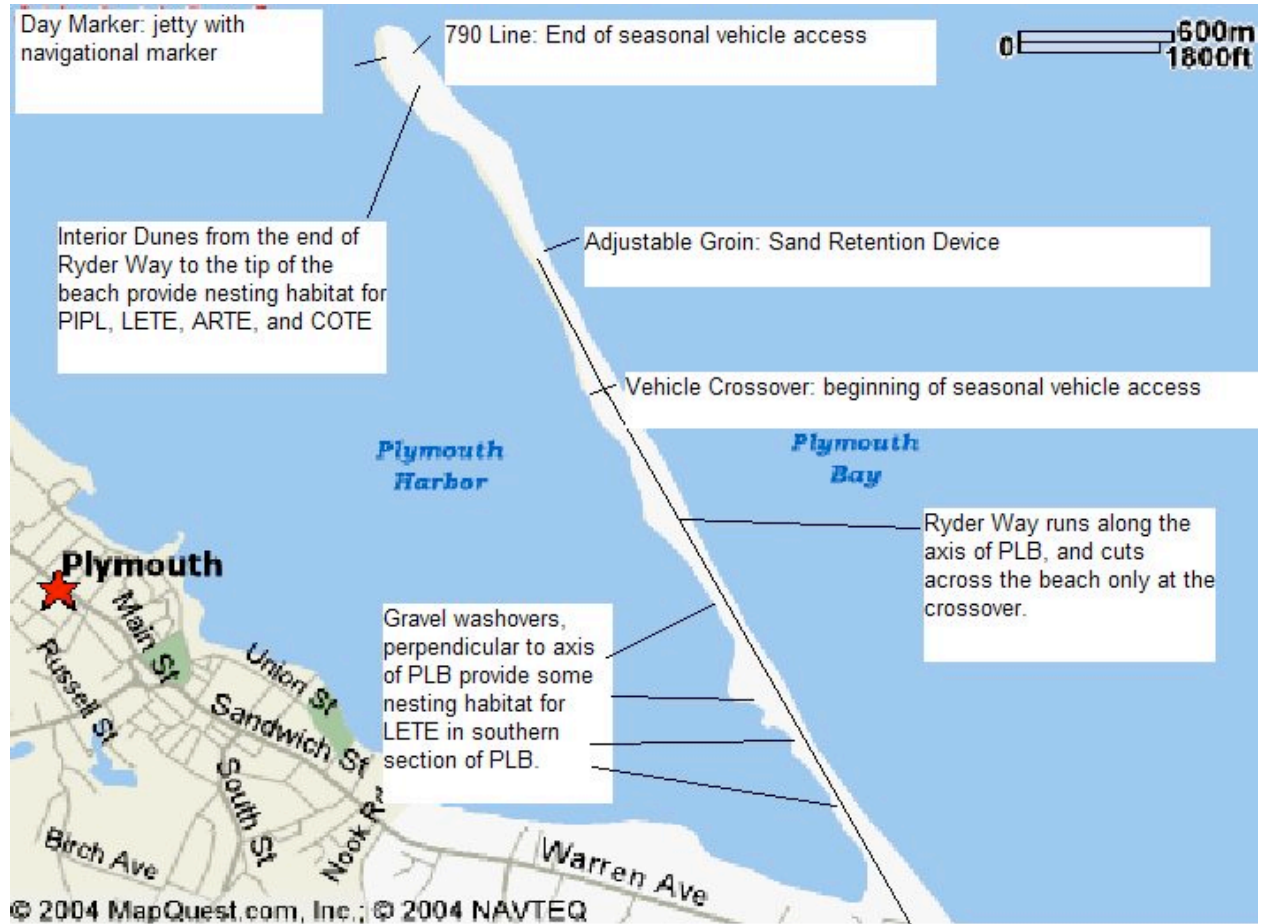 Day Marker: jetty with
navigational marker
790 Line: End of seasonal vehicle access
0
600m
1800ft
Interior Dunes from the end of
Ryder Way to the tip of the
beach provide nesting habitat for
PIPL, LETE, ARTE, and COTE
Adjustable Groin: Sand Retention Device
Vehicle Crossover: beginning of seasonal vehicle access
Plymouth
Harbor
Plymouth
Bay
Ryder Way runs along the
axis of PLB, and cuts
across the beach only at the
crossover.
Plymouth
Gravel washovers,
perpendicular to axis
of PLB provide some
nesting habitat for
LETE in southern
section of PLB.
Main St
Russell St
Union St
Sandwich St
South St
Nook
Birch Ave
Warren Ave
© 2004 MapQuest.com, Inc.; © 2004 NAVTEQ